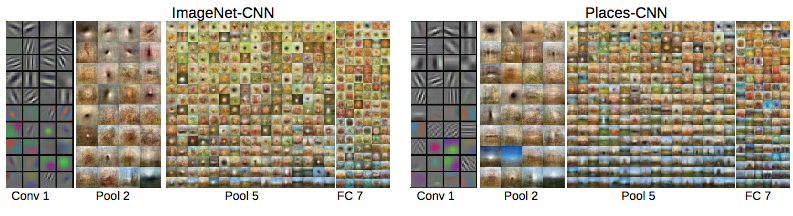 ImageNet-CNN
Places-CNN
Conv 1
Pool 2
Pool 5
FC 7
Conv 1
Pool 2
Pool 5
FC 7